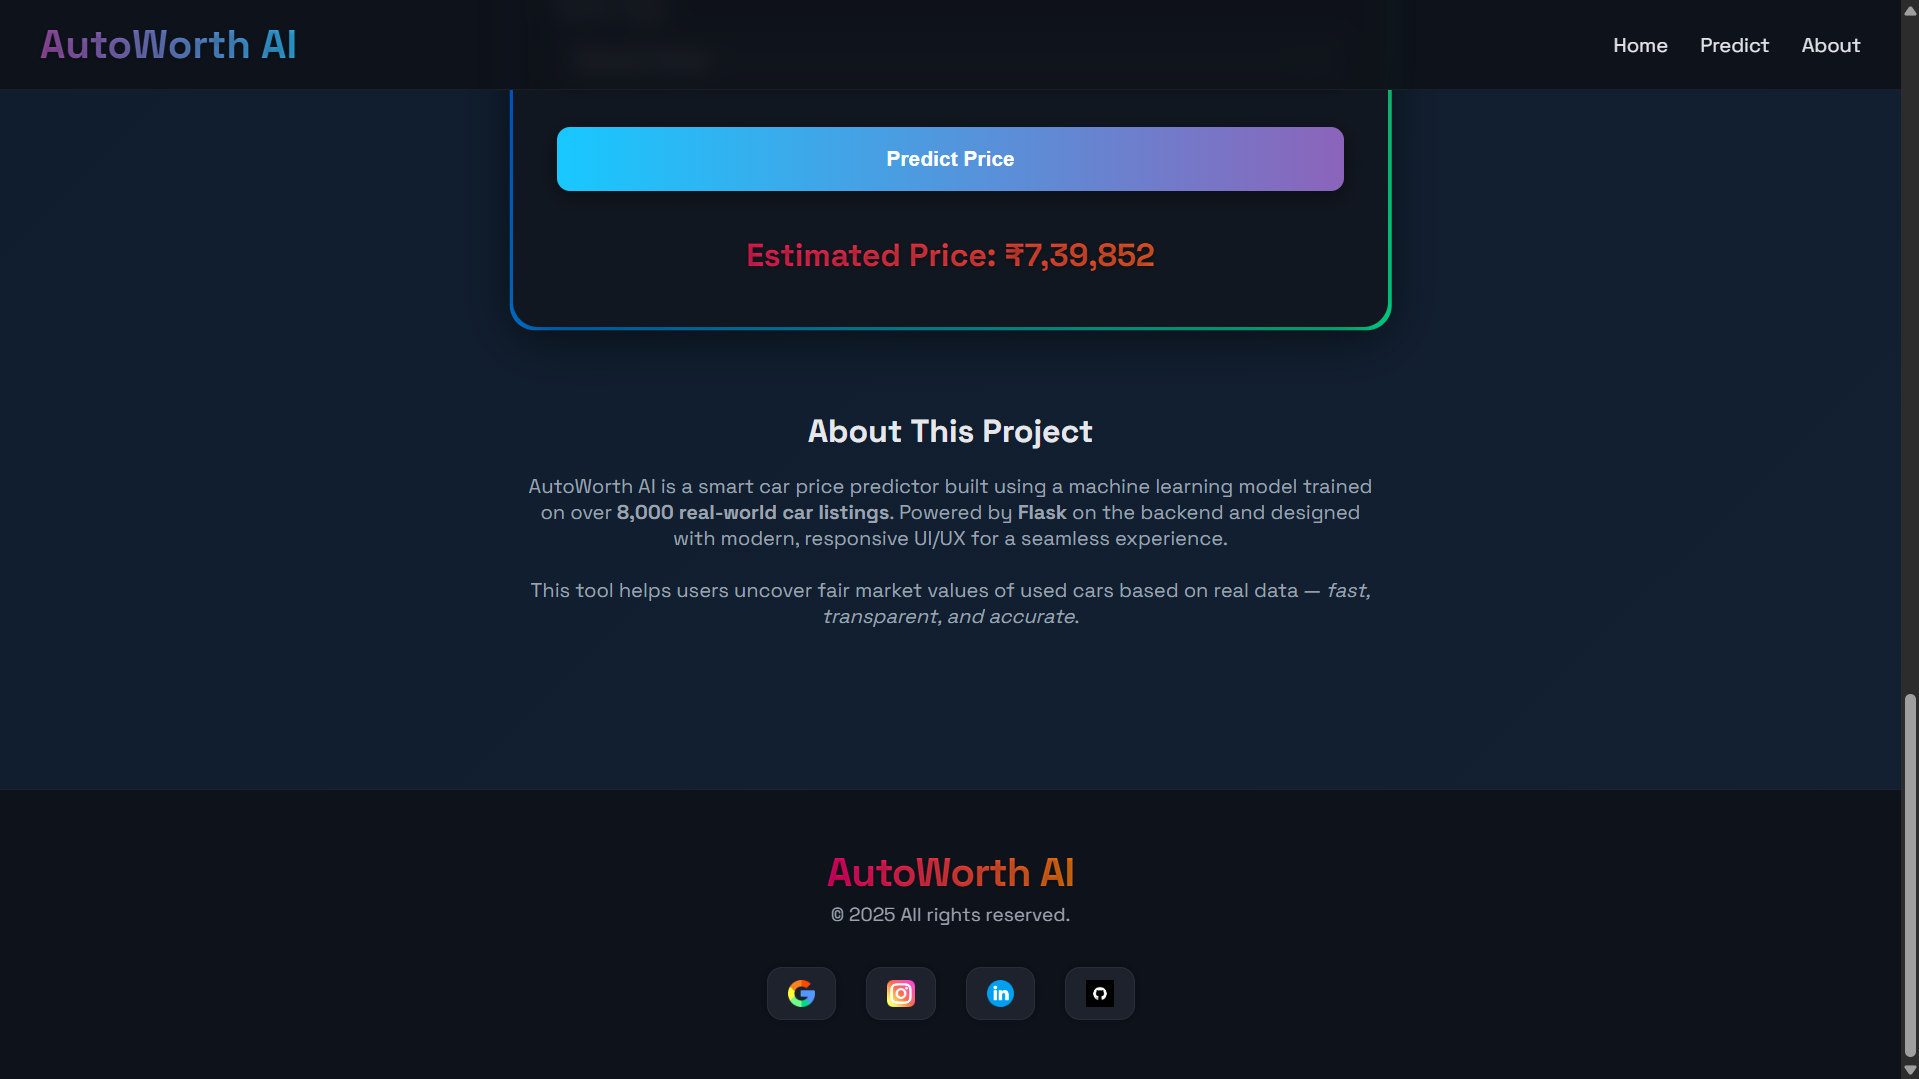 AutoWorth AI
Home
Predict
About
Predict Price
Estimated Price: ₹7,39,852
About This Project
AutoWorth AI is a smart car price predictor built using a machine learning model trained
on over 8,000 real-world car listings. Powered by Flask on the backend and designed
with modern, responsive UI/UX for a seamless experience.
This tool helps users uncover fair market values of used cars based on real data — fast,
transparent, and accurate.
AutoWorth AI
© 2025 All rights reserved.
in